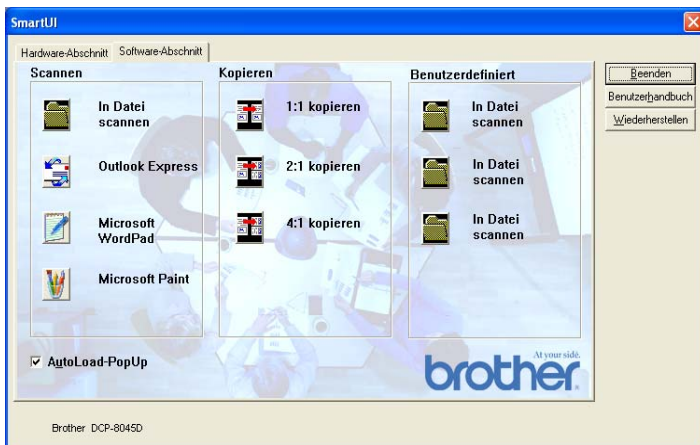 SmartUI
Hardware-Abschnitt
Software-Abschnitt
Scannen
In Datei
scannen
Outlook Express
Microsoft
WordPad
Microsoft Paint
Kopieren
1:1 kopieren
2:1 kopieren
4:1 kopieren
Benutzerdefiniert
In Datei
scannen
In Datei
scannen
In Datei
scannen
Beenden
Benutzerhandbuch
Wiederherstellen
AutoLoad-PopUp
At your side.
brother
Brother DCP-8045D